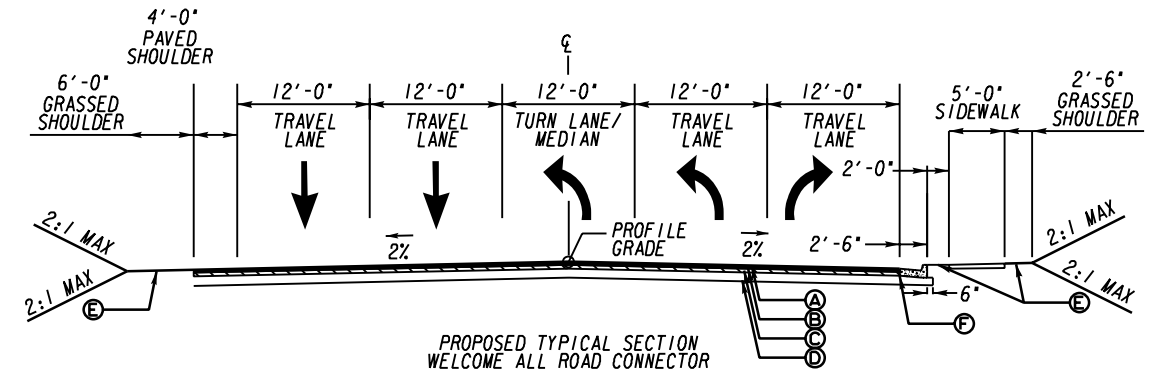 4'-0"
PAVED
SHOULDER
6'-0"
GRASSED
SHOULDER
12'-0"
TRAVEL
LANE
12'-0"
TRAVEL
LANE
℄
12'-0"
TURN LANE/
MEDIAN
12'-0"
TRAVEL
LANE
12'-0"
TRAVEL
LANE
5'-0"
SIDEWALK
2'-6"
GRASSED
SHOULDER
2'-0"
2:1 MAX
2:1 MAX
2%
PROFILE
GRADE
2%
2'-6"
2:1 MAX
2:1 MAX
6"
E
A
B
C
D
F
E
PROPOSED TYPICAL SECTION
WELCOME ALL ROAD CONNECTOR